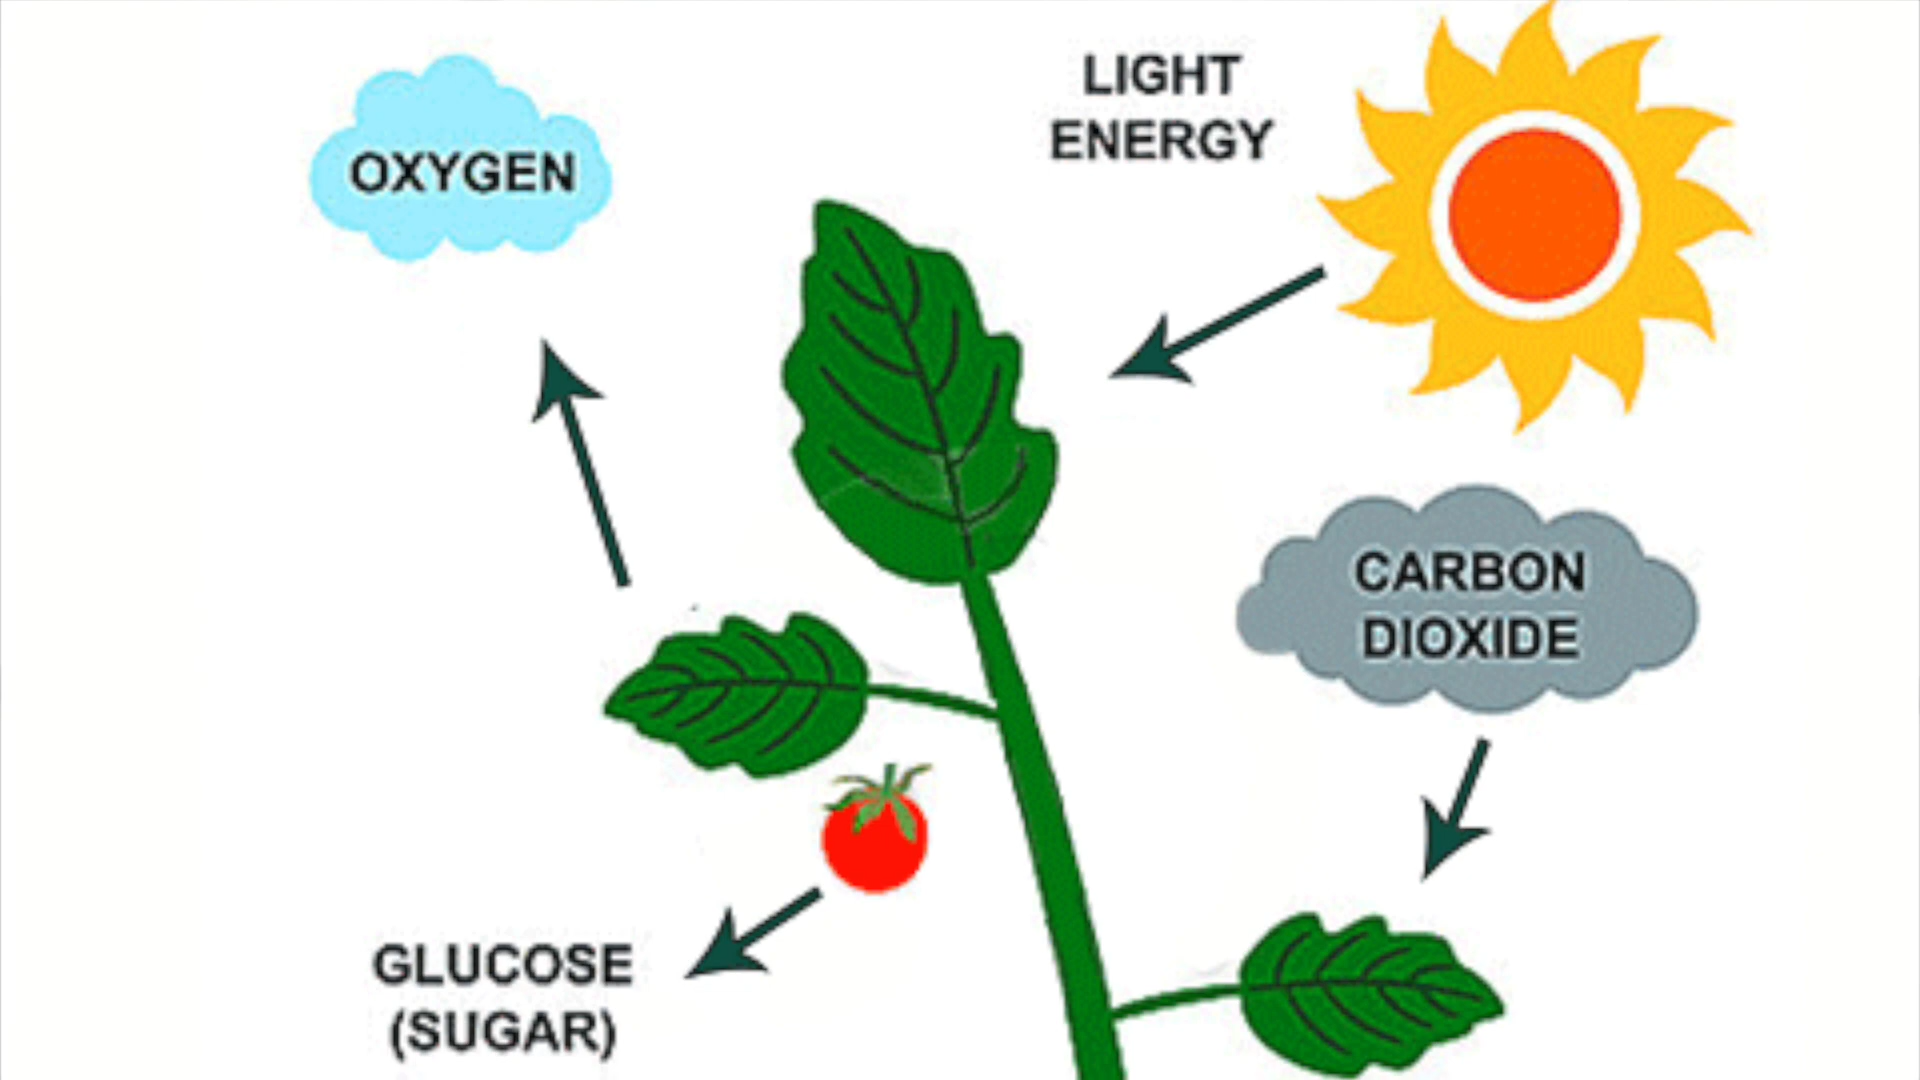 OXYGEN
LIGHT
ENERGY
CARBON
DIOXIDE
GLUCOSE
(SUGAR)